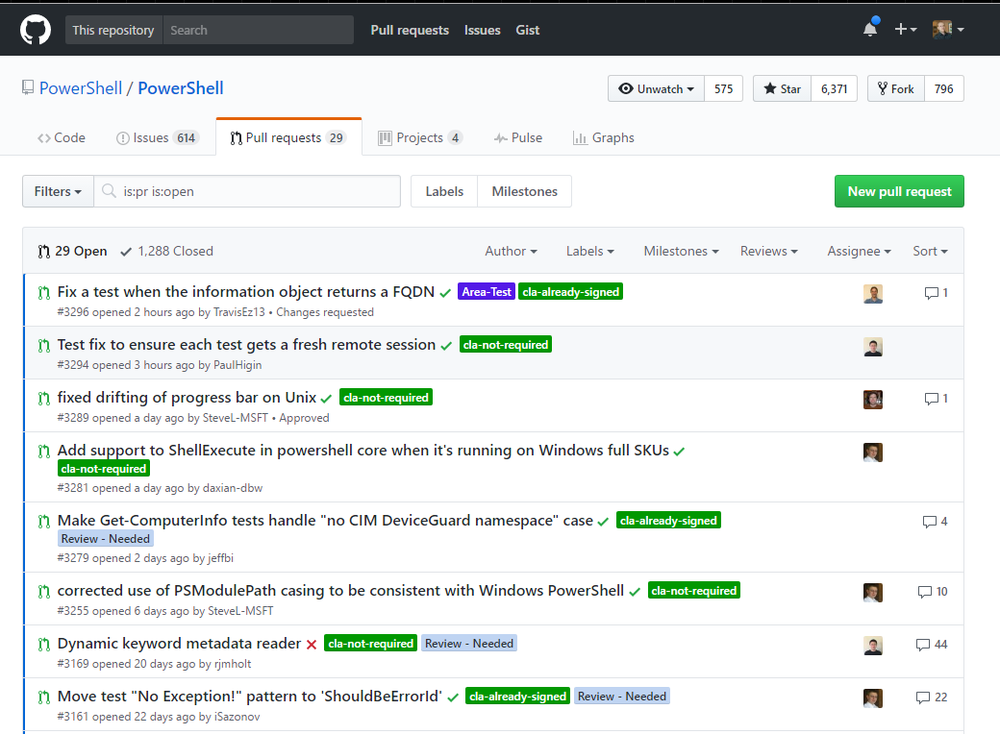 This repository Search Pull requests Issues Gist
PowerShell / PowerShell Unwatch 575 Star 6,371 Fork 796
Code Issues 614 Pull requests 29 Projects 4 Pulse Graphs
Filters is:pr is:open Labels Milestones New pull request
29 Open 1,288 Closed Author Labels Milestones Reviews Assignee Sort
Fix a test when the information object returns a FQDN Area-Test cla-already-signed 1
#3296 opened 2 hours ago by TravisEz13 • Changes requested
Test fix to ensure each test gets a fresh remote session cla-not-required
#3294 opened 3 hours ago by PaulHigin
fixed drifting of progress bar on Unix cla-not-required 1
#3289 opened a day ago by SteveL-MSFT • Approved
Add support to ShellExecute in powershell core when it's running on Windows full SKUs
cla-not-required
#3281 opened a day ago by daxian-dbw
Make Get-ComputerInfo tests handle "no CIM DeviceGuard namespace" case cla-already-signed 4
Review - Needed
#3279 opened 2 days ago by jeffbi
corrected use of PSModulePath casing to be consistent with Windows PowerShell cla-not-required 10
#3255 opened 6 days ago by SteveL-MSFT
Dynamic keyword metadata reader cla-not-required Review - Needed 44
#3169 opened 20 days ago by rjmholt
Move test "No Exception!" pattern to 'ShouldBeErrorId' cla-already-signed Review - Needed 22
#3161 opened 22 days ago by iSazonov